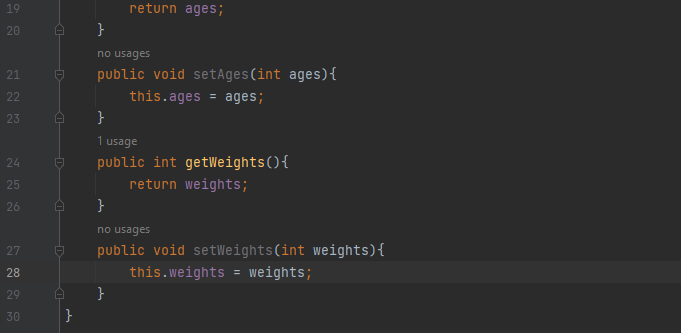 19 return ages;
20 }
no usages
21 public void setAges(int ages){
22 this.ages = ages;
23 }
1 usage
24 public int getWeights(){
25 return weights;
26 }
no usages
27 public void setWeights(int weights){
28 this.weights = weights;
29 }
30 }